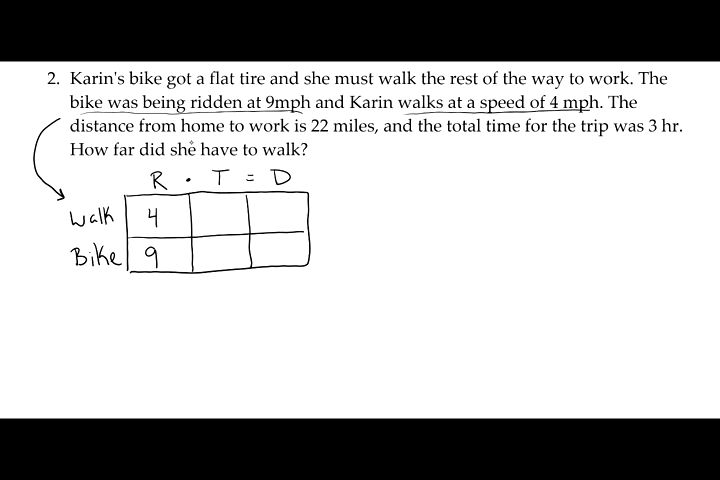 2. Karin's bike got a flat tire and she must walk the rest of the way to work. The
bike was being ridden at 9mph and Karin walks at a speed of 4 mph. The
distance from home to work is 22 miles, and the total time for the trip was 3 hr.
How far did she have to walk?
R · T = D
Walk 4
Bike 9